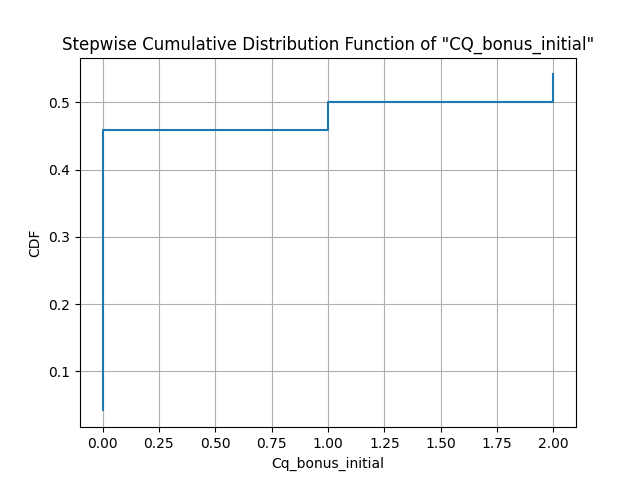 Stepwise Cumulative Distribution Function of "CQ_bonus_initial"
0.5
0.4
0.3
0.2
0.1
CDF
0.00 0.25 0.50 0.75 1.00 1.25 1.50 1.75 2.00
Cq_bonus_initial